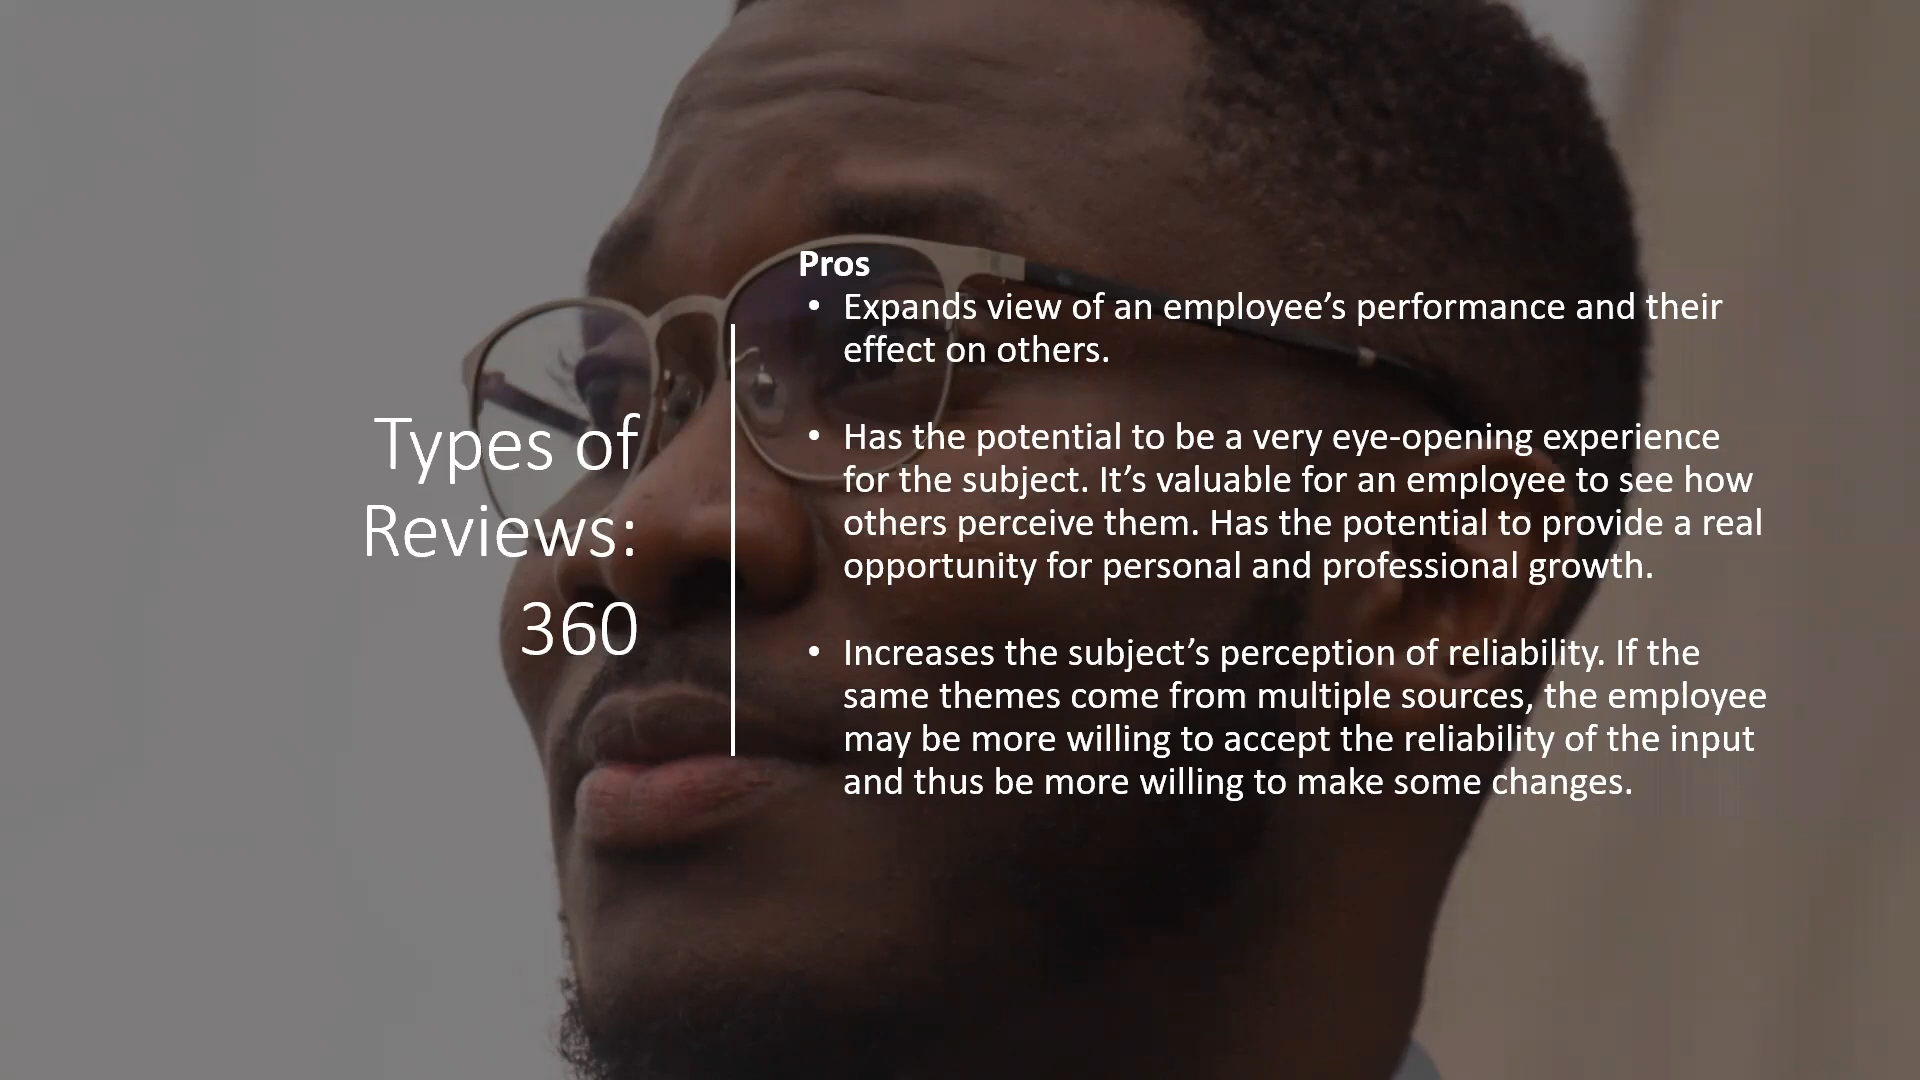 Types of
Reviews:
360
Pros
• Expands view of an employee’s performance and their
effect on others.
• Has the potential to be a very eye-opening experience
for the subject. It’s valuable for an employee to see how
others perceive them. Has the potential to provide a real
opportunity for personal and professional growth.
• Increases the subject’s perception of reliability. If the
same themes come from multiple sources, the employee
may be more willing to accept the reliability of the input
and thus be more willing to make some changes.